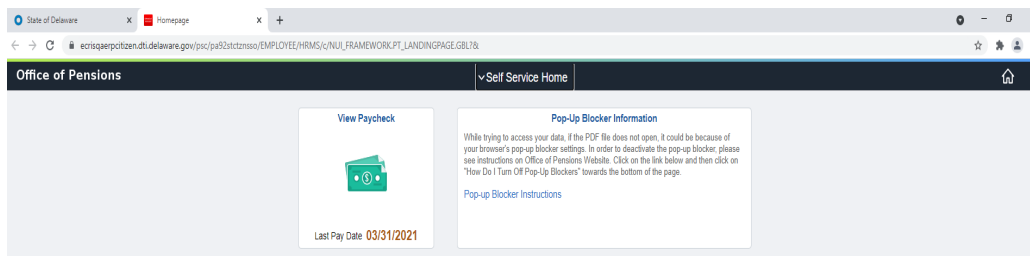 State of Delaware
Homepage
ecrisqaerpcitizen.dti.delaware.gov/psc/pa92stctznsso/EMPLOYEE/HRMS/c/NUI_FRAMEWORK.PT_LANDINGPAGE.GBL?&
Office of Pensions
Self Service Home
View Paycheck
Last Pay Date 03/31/2021
Pop-Up Blocker Information
While trying to access your data, if the PDF file does not open, it could be because of
your browser's pop-up blocker settings. In order to deactivate the pop-up blocker, please
see instructions on Office of Pensions Website. Click on the link below and then click on
"How Do I Turn Off Pop-Up Blockers" towards the bottom of the page.
Pop-up Blocker Instructions